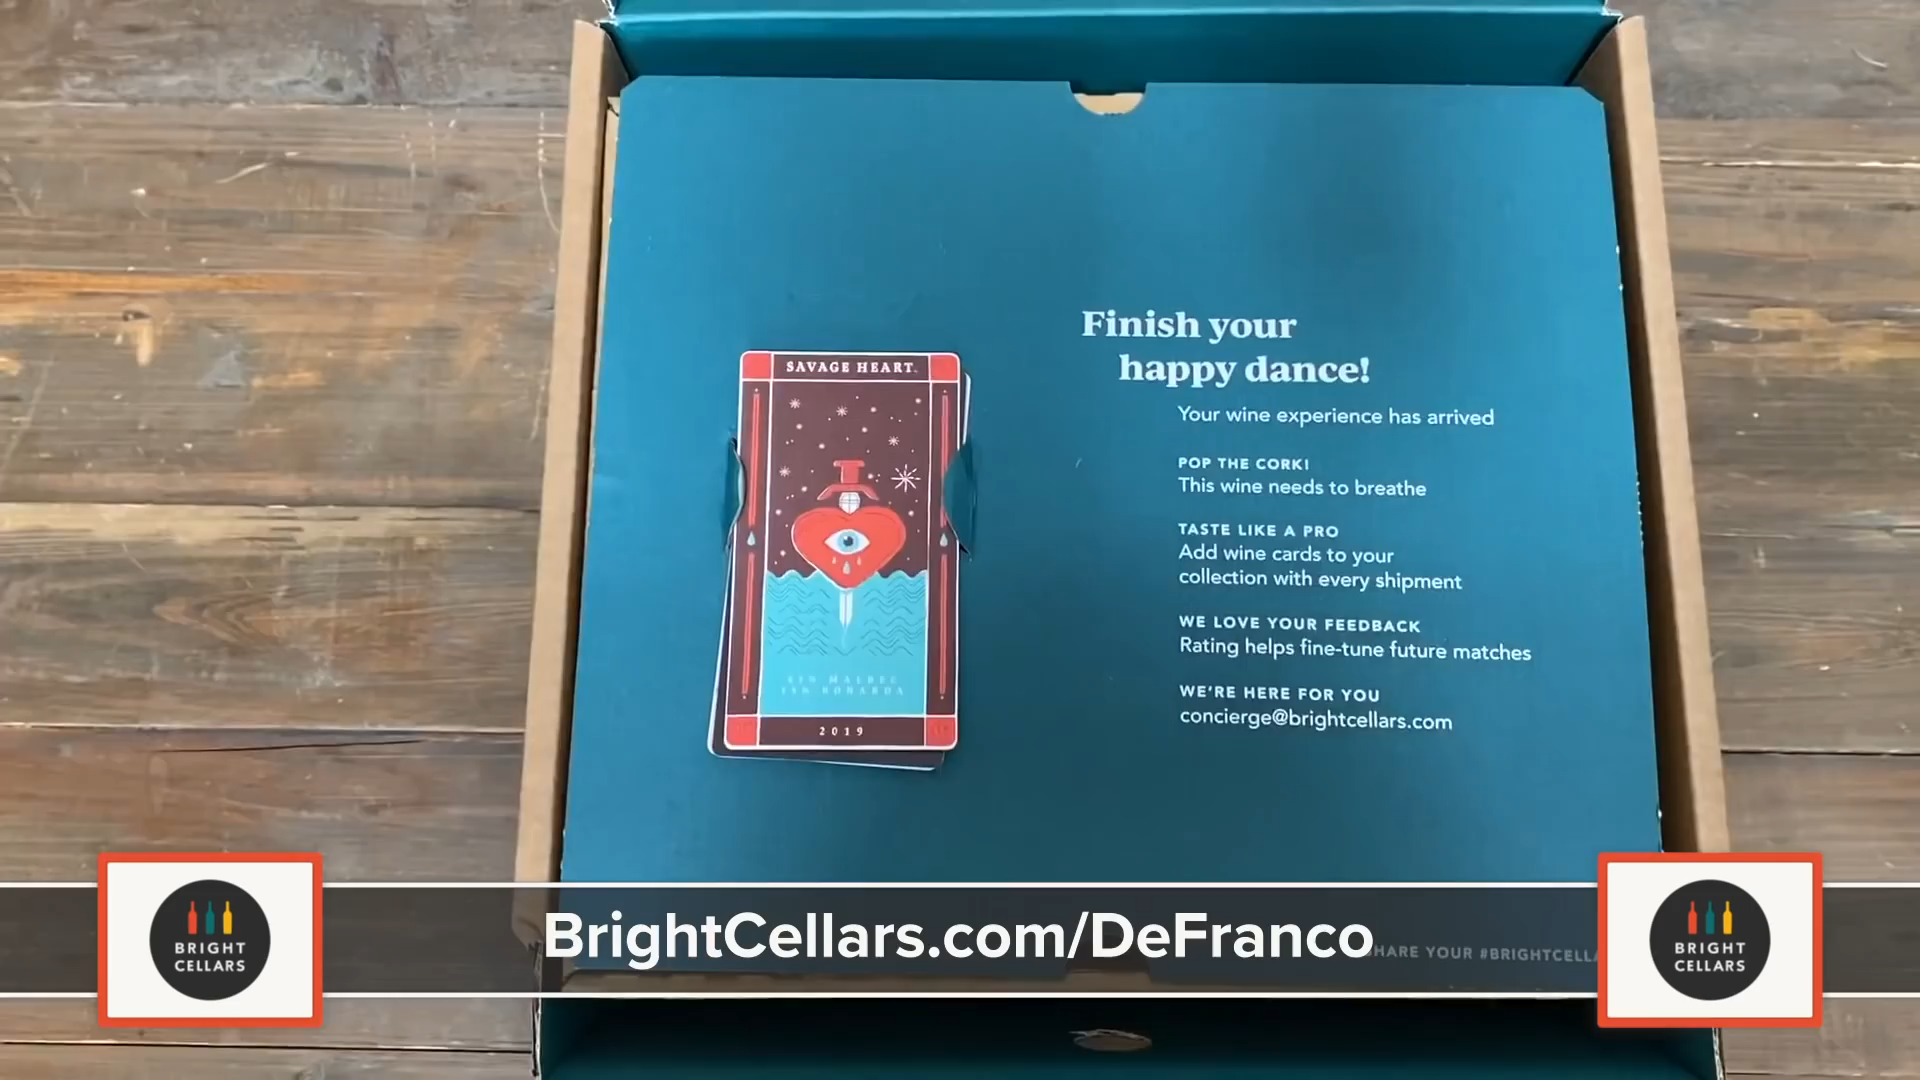 SAVAGE HEART
2019
Finish your
happy dance!
Your wine experience has arrived
POP THE CORK!
This wine needs to breathe
TASTE LIKE A PRO
Add wine cards to your
collection with every shipment
WE LOVE YOUR FEEDBACK
Rating helps fine-tune future matches
WE'RE HERE FOR YOU
concierge@brightcellars.com
BRIGHT
CELLARS
BrightCellars.com/DeFranco
YOUR
BRIGHT
CELLARS